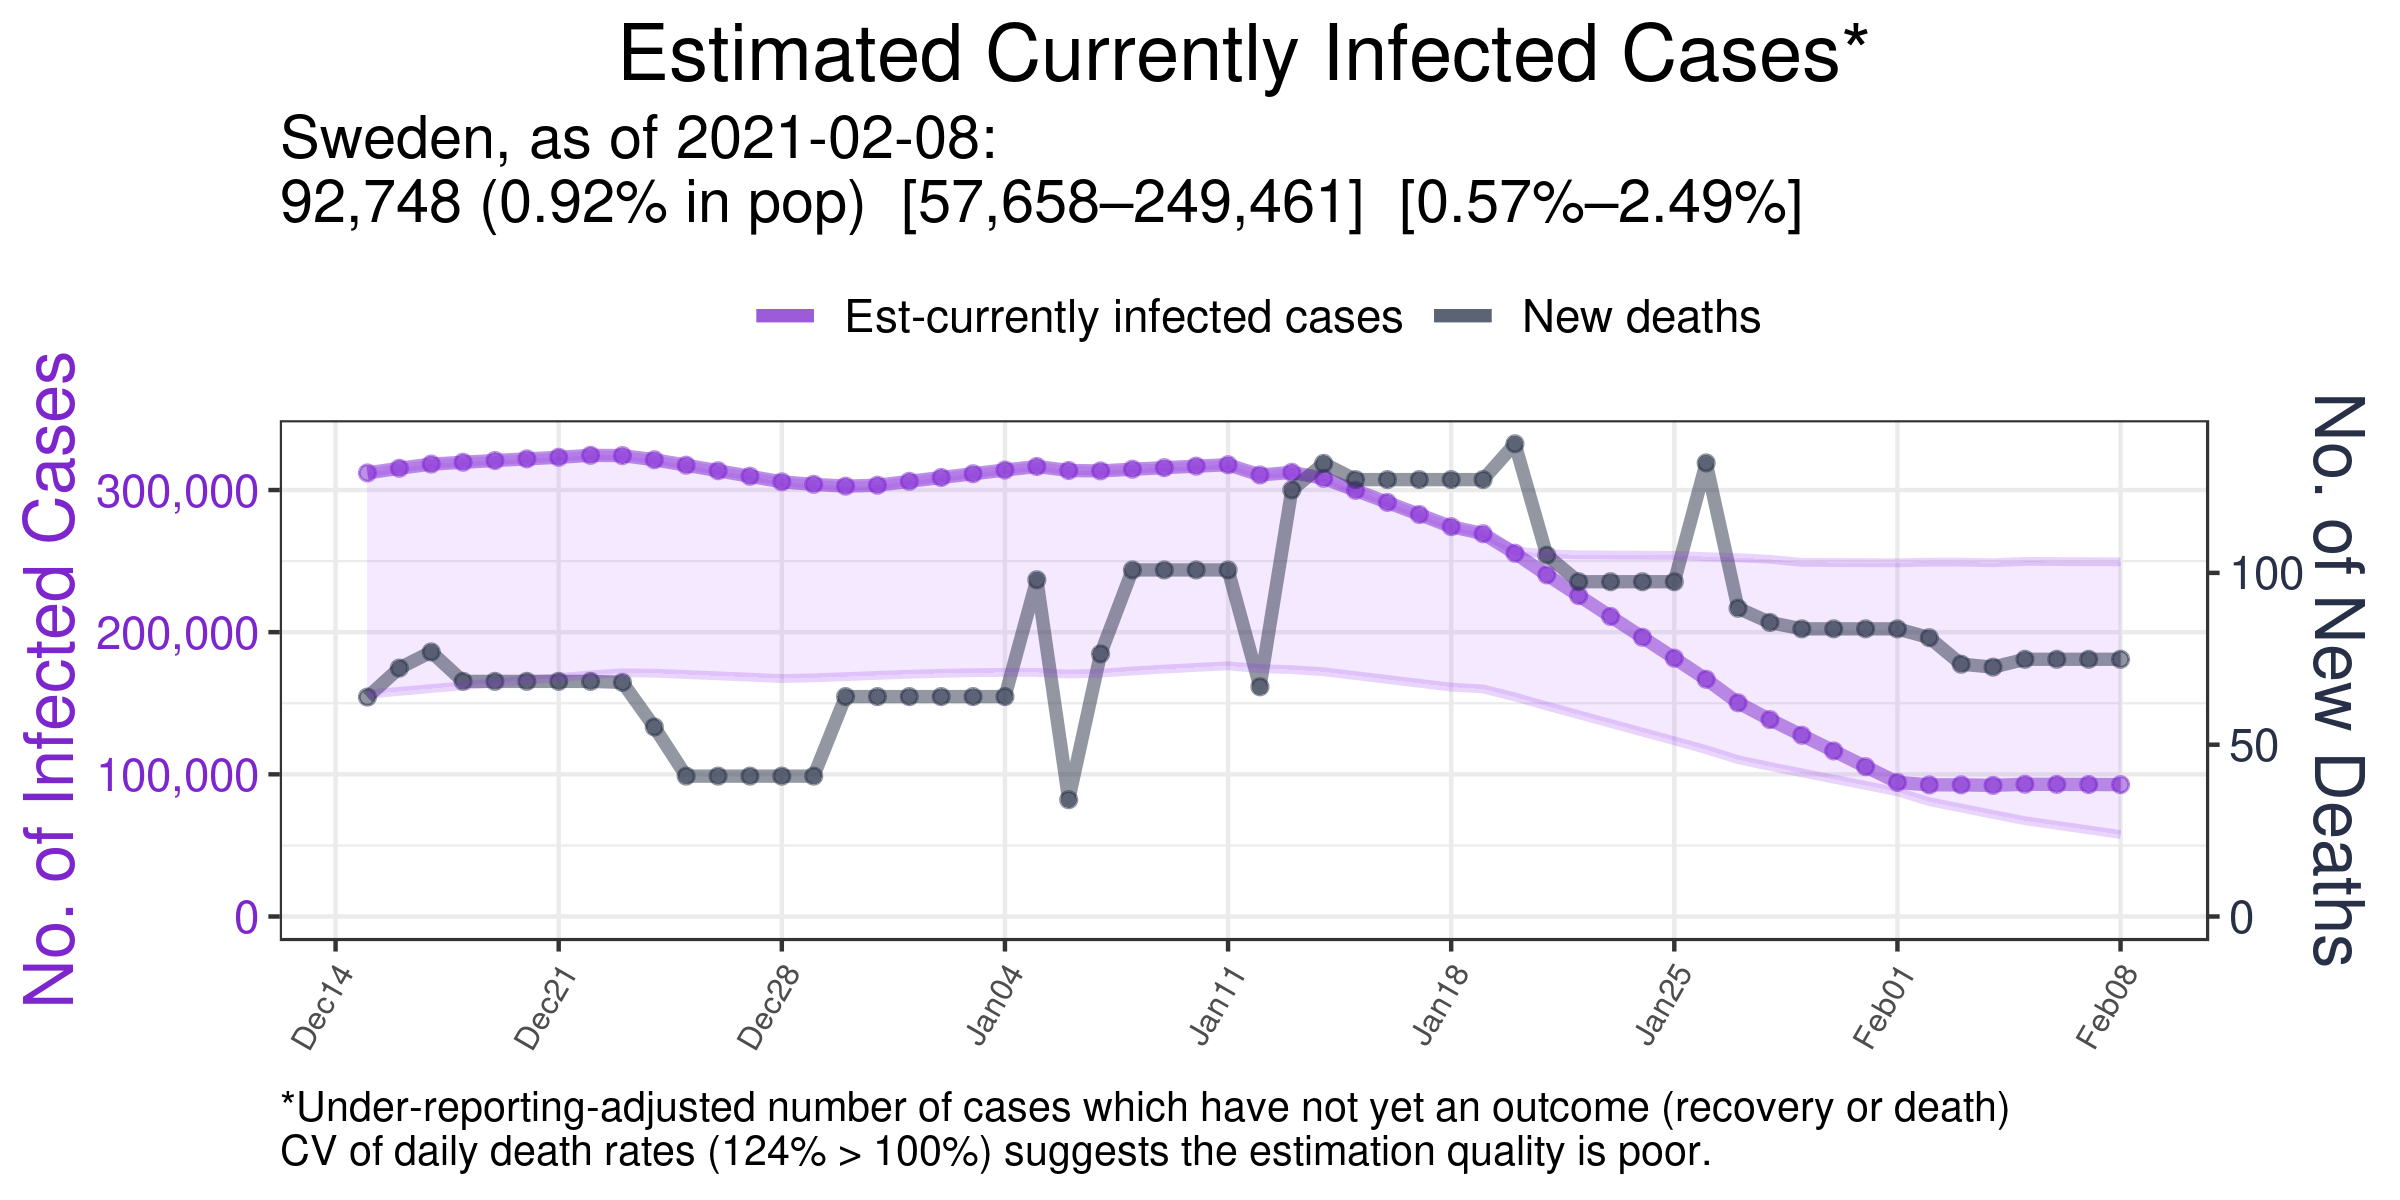 Estimated Currently Infected Cases*
Sweden, as of 2021-02-08:
92,748 (0.92% in pop)  [57,658–249,461]  [0.57%–2.49%]
Est-currently infected cases
New deaths
No. of Infected Cases
300,000
200,000
100,000
0
No. of New Deaths
100
50
0
Dec14
Dec21
Dec28
Jan04
Jan11
Jan18
Jan25
Feb01
Feb08
*Under-reporting-adjusted number of cases which have not yet an outcome (recovery or death)
CV of daily death rates (124% > 100%) suggests the estimation quality is poor.